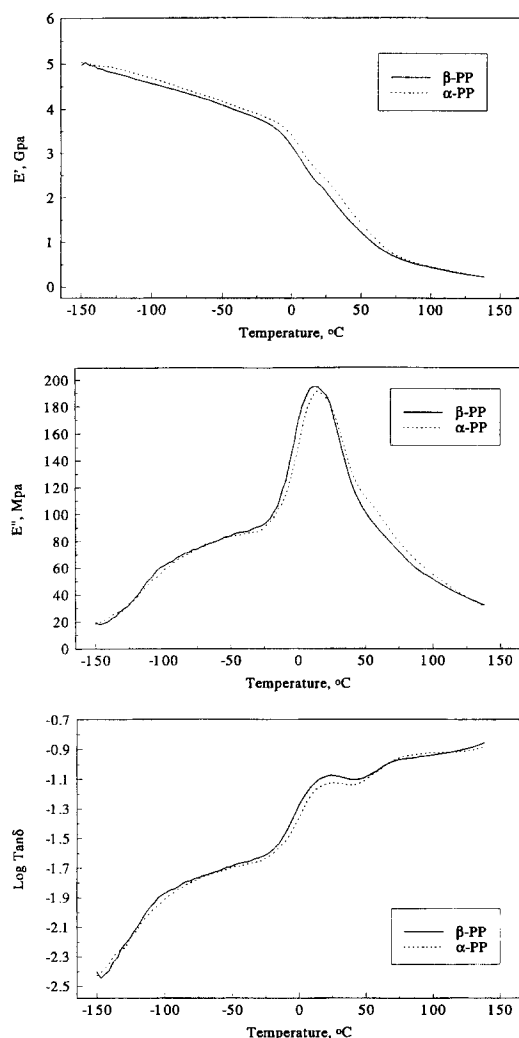 6
5
4
3
2
1
0
E', Gpa
β-PP
α-PP
-150 -100 -50 0 50 100 150
Temperature, °C
200
180
160
140
120
100
80
60
40
20
0
E", Mpa
β-PP
α-PP
-150 -100 -50 0 50 100 150
Temperature, °C
-0.7
-0.9
-1.1
-1.5
-1.7
-1.9
-2.1
-2.3
-2.5
Log Tanδ
β-PP
α-PP
-150 -100 -50 0 50 100 150
Temperature, °C